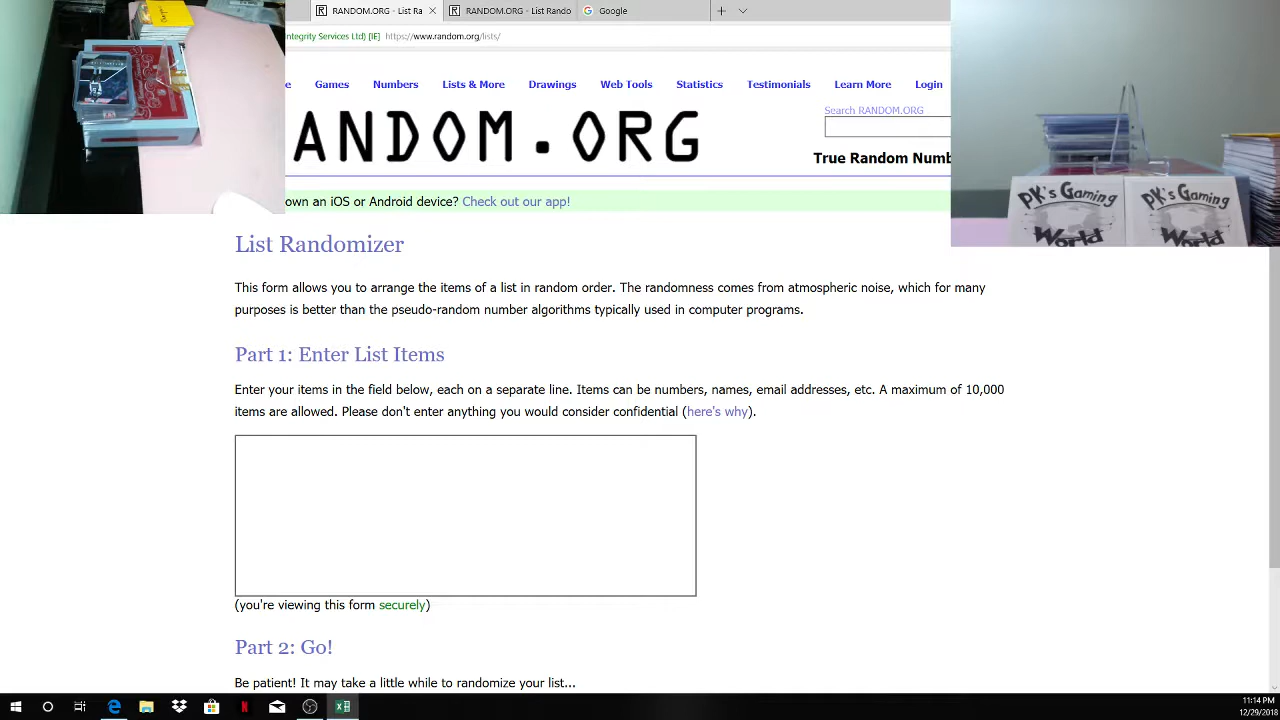 RANDOM.ORG - List Ra
RANDOM.ORG - List Rando
Google
Integrity Services Ltd) [IE] https://www.random.org/lists/
Games Numbers Lists & More Drawings Web Tools Statistics Testimonials Learn More Login
ANDOM.ORG
Search RANDOM.ORG
True Random Numb
own an iOS or Android device? Check out our app!
List Randomizer
This form allows you to arrange the items of a list in random order. The randomness comes from atmospheric noise, which for many
purposes is better than the pseudo-random number algorithms typically used in computer programs.
Part 1: Enter List Items
Enter your items in the field below, each on a separate line. Items can be numbers, names, email addresses, etc. A maximum of 10,000
items are allowed. Please don't enter anything you would consider confidential (here's why).
(you're viewing this form securely)
Part 2: Go!
Be patient! It may take a little while to randomize your list...
PK's Gaming
World
PK's Gaming
World
11:14 PM
12/29/2018